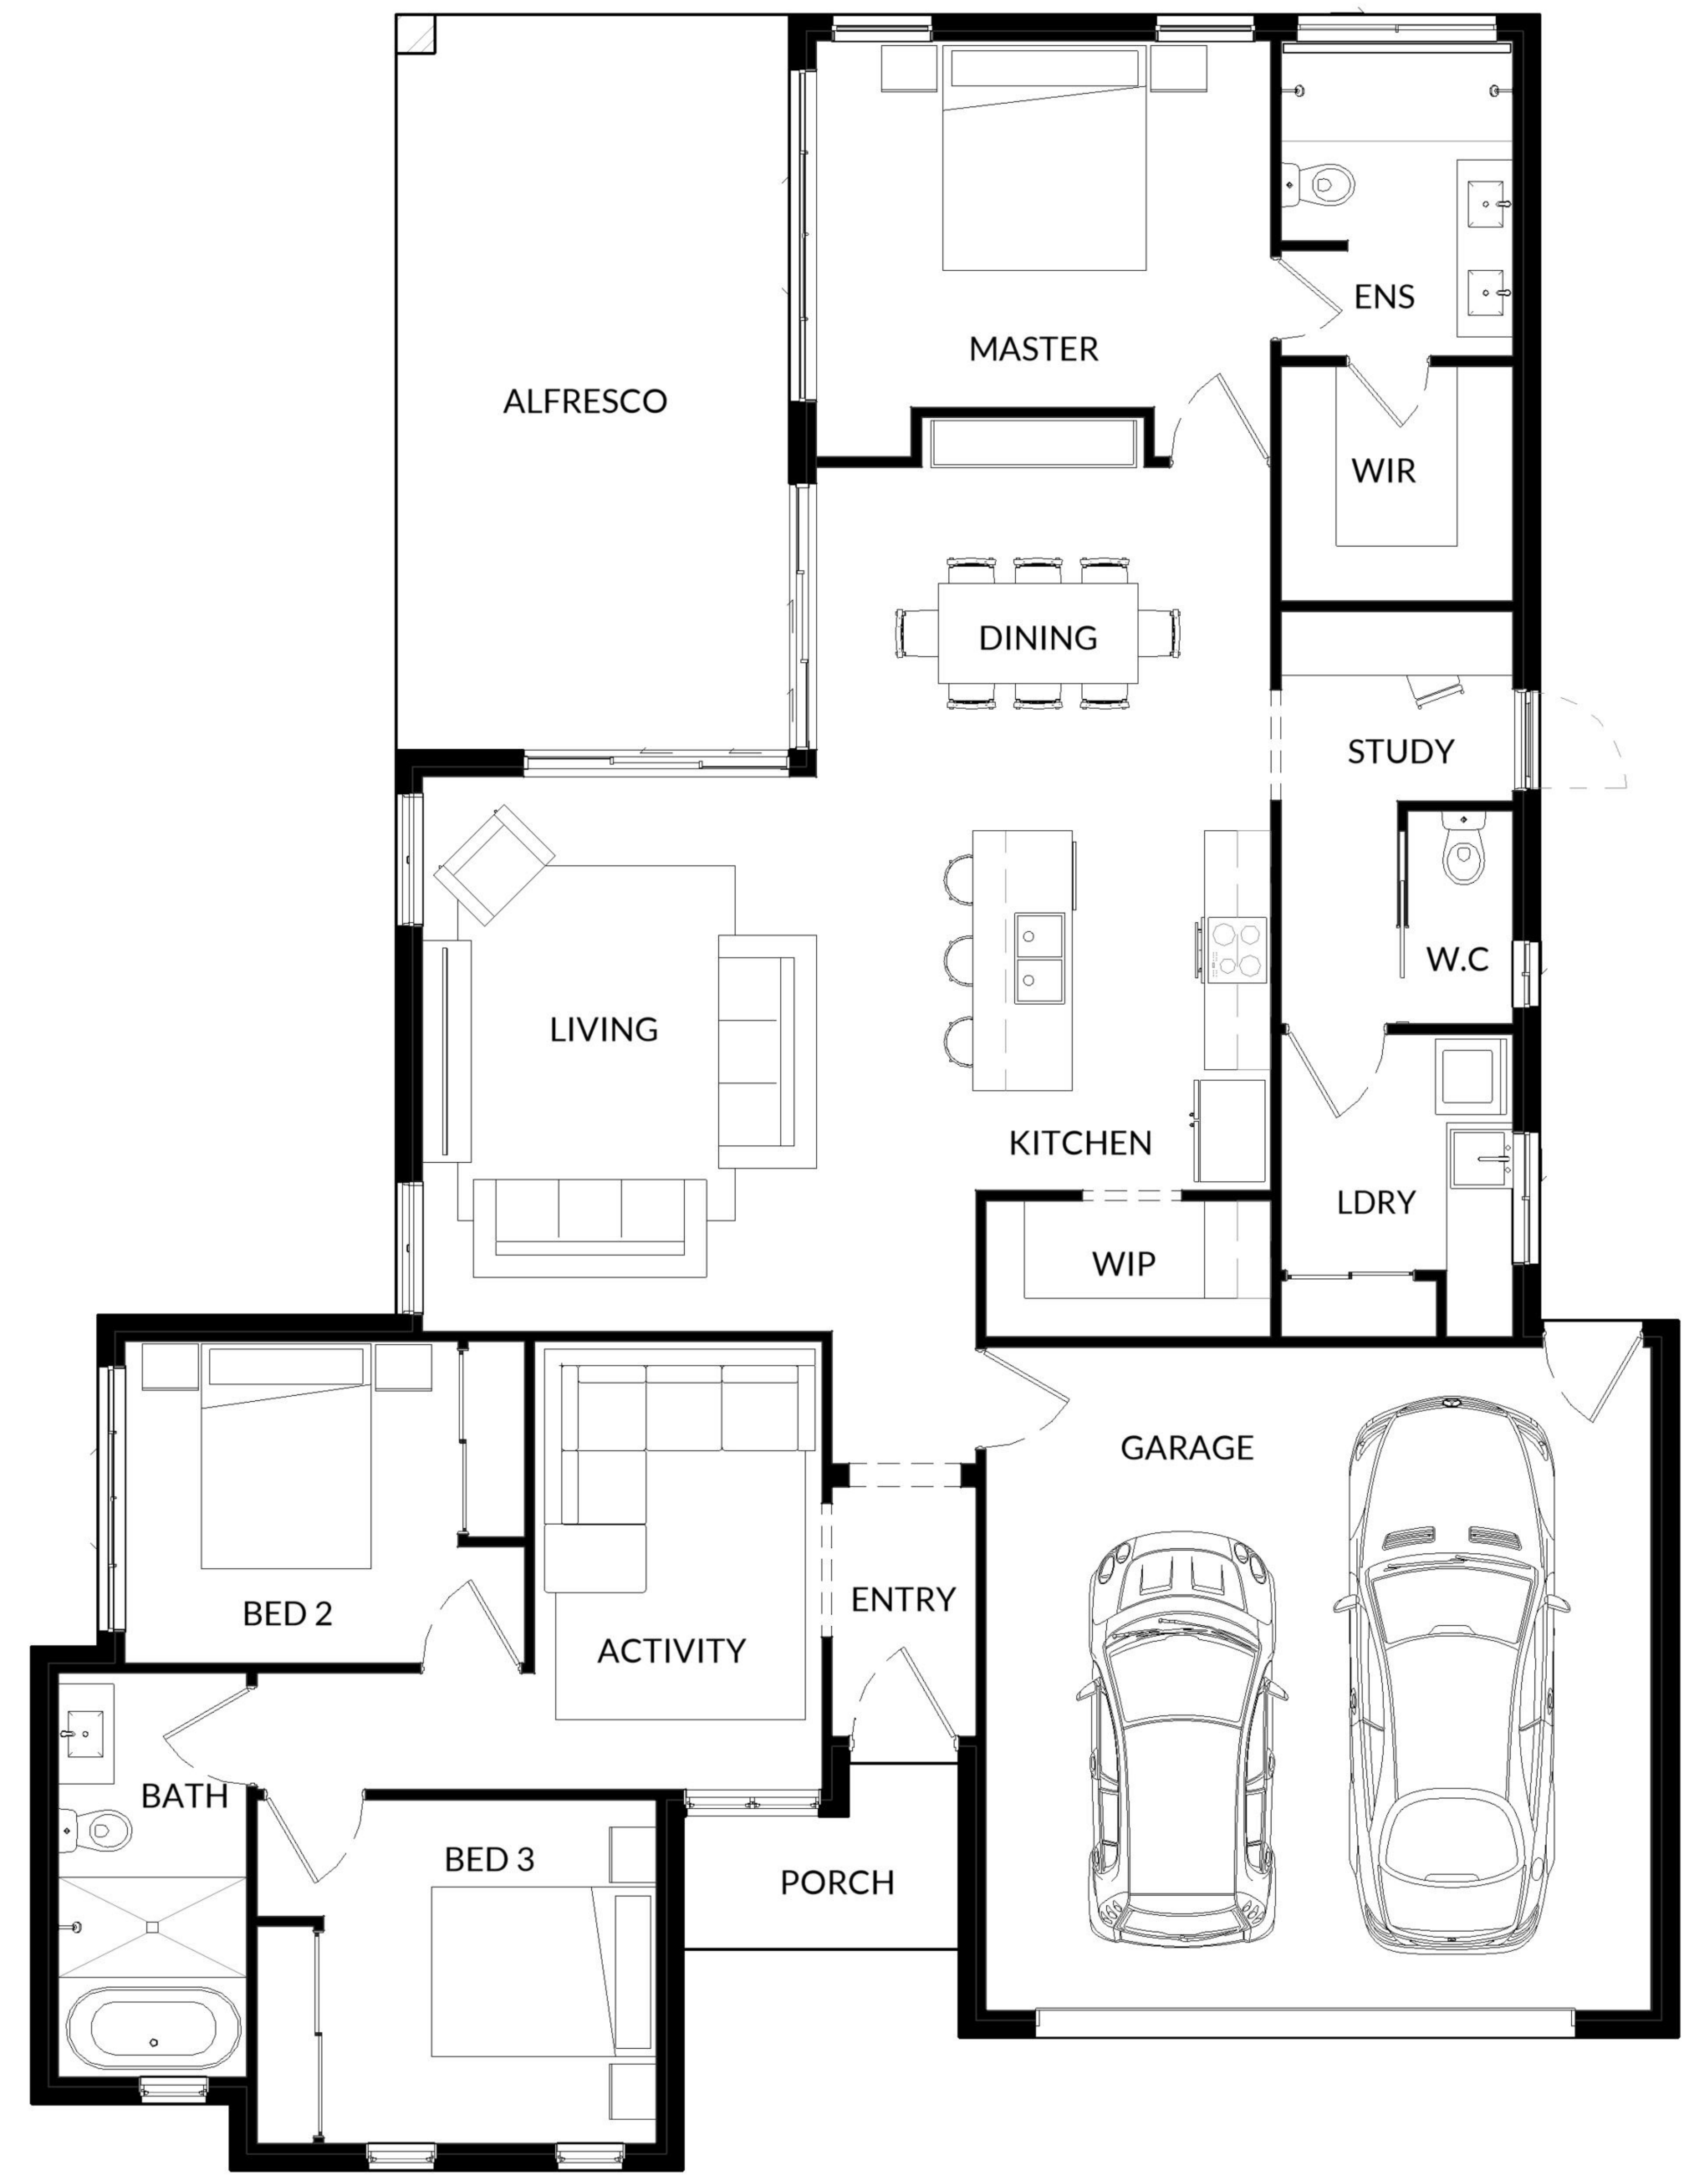 ENS
MASTER
ALFRESCO
WIR
DINING
STUDY
W.C
LIVING
KITCHEN
LDRY
WIP
GARAGE
ENTRY
BED 2
ACTIVITY
BATH
BED 3
PORCH